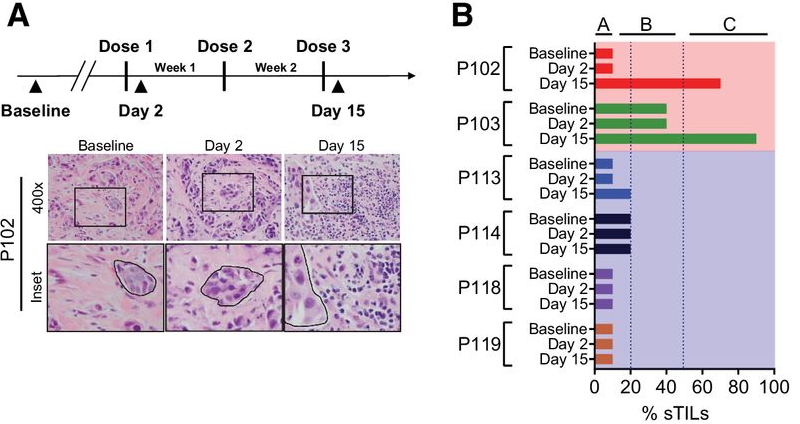 A
Dose 1 Dose 2 Dose 3
Week 1 Week 2
Baseline Day 2 Day 15
Baseline Day 2 Day 15
P102
400x
Inset
B
A B C
P102
Baseline
Day 2
Day 15
P103
Baseline
Day 2
Day 15
P113
Baseline
Day 2
Day 15
P114
Baseline
Day 2
Day 15
P118
Baseline
Day 2
Day 15
P119
Baseline
Day 2
Day 15
0 20 40 60 80 100
% sTILs